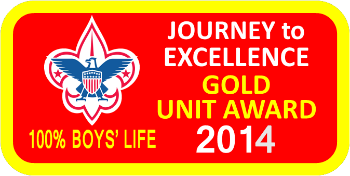 JOURNEY to
EXCELLENCE
GOLD
UNIT AWARD
100% BOYS' LIFE
2014